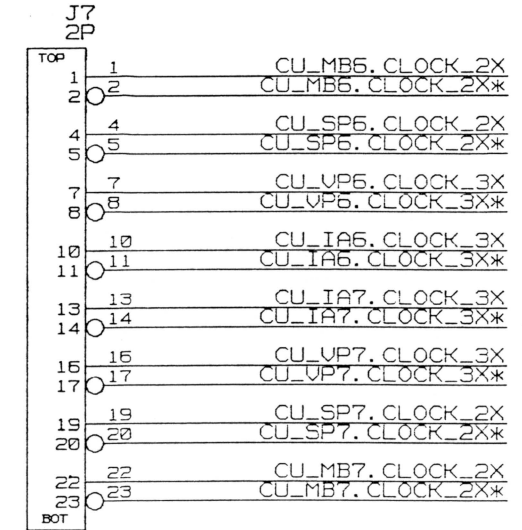 J7
2P
TOP
1 1 CU_MB6.CLOCK_2X
2 2 CU_MB6.CLOCK_2X*
4 4 CU_SP6.CLOCK_2X
5 5 CU_SP6.CLOCK_2X*
7 7 CU_VP6.CLOCK_3X
8 8 CU_VP6.CLOCK_3X*
10 10 CU_IA6.CLOCK_3X
11 11 CU_IA6.CLOCK_3X*
13 13 CU_IA7.CLOCK_3X
14 14 CU_IA7.CLOCK_3X*
16 16 CU_VP7.CLOCK_3X
17 17 CU_VP7.CLOCK_3X*
19 19 CU_SP7.CLOCK_2X
20 20 CU_SP7.CLOCK_2X*
22 22 CU_MB7.CLOCK_2X
23 23 CU_MB7.CLOCK_2X*
BOT